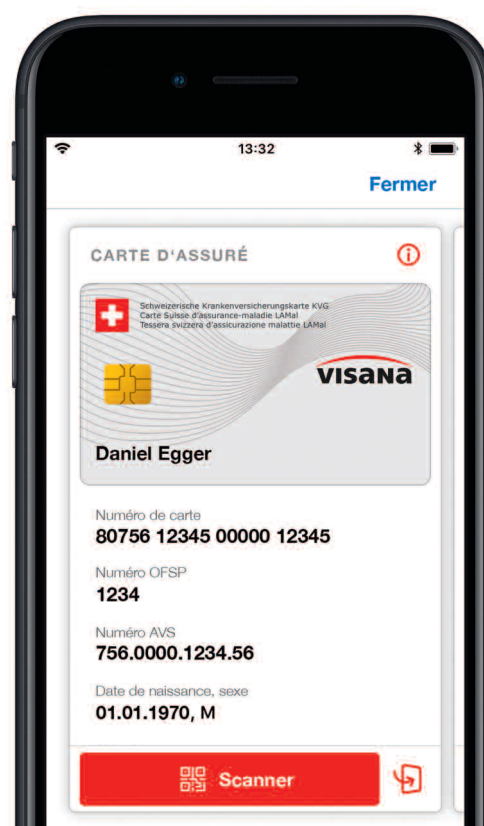 13:32
Fermer
CARTE D'ASSURÉ
Schweizerische Krankenversicherungskarte KVG
Carte Suisse d'assurance-maladie LAMal
Tessera svizzera d'assicurazione malattie LAMal
VISANA
Daniel Egger
Numéro de carte
80756 12345 00000 12345
Numéro OFSP
1234
Numéro AVS
756.0000.1234.56
Date de naissance, sexe
01.01.1970, M
Scanner